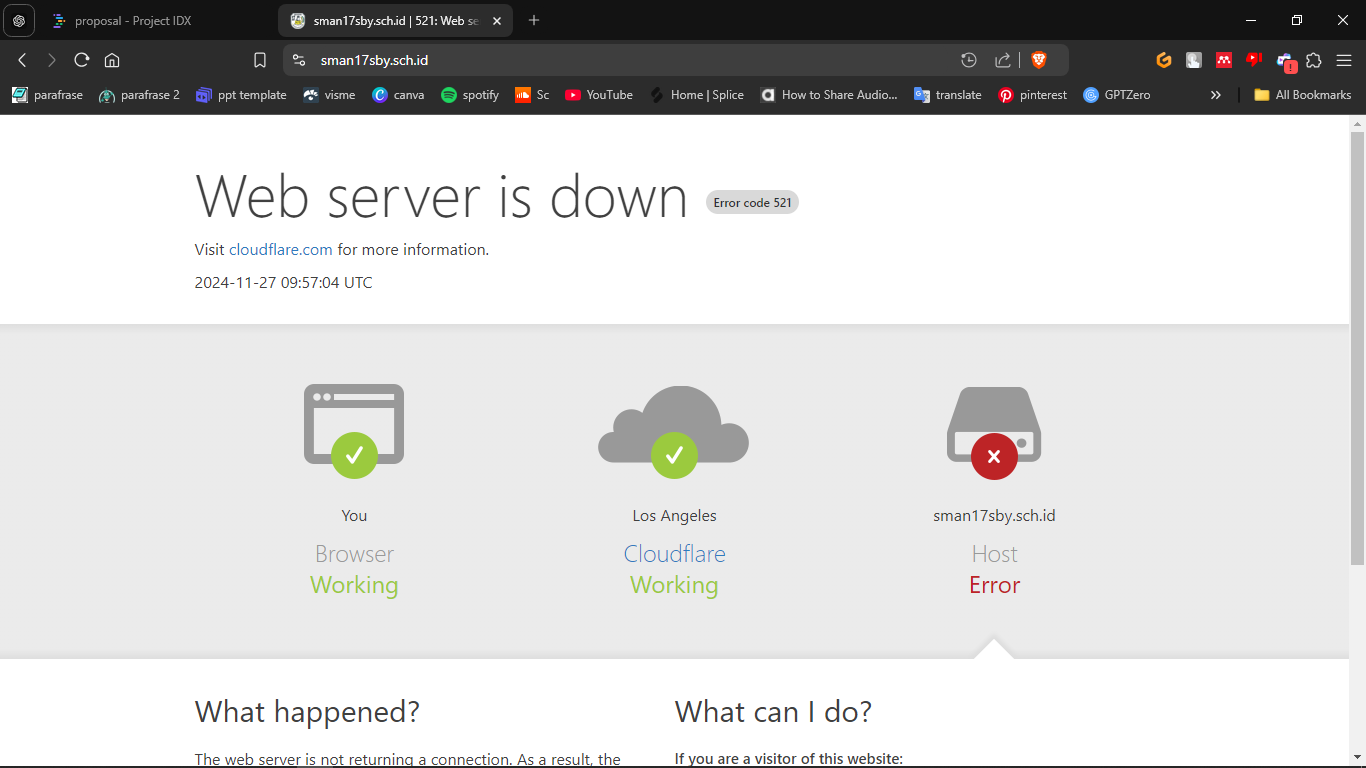 proposal - Project IDX
sman17sby.sch.id | 521: Web se
sman17sby.sch.id
parafrase
parafrase 2
ppt template
visme
canva
spotify
Sc
YouTube
Home | Splice
How to Share Audio...
translate
pinterest
GPTZero
All Bookmarks
Web server is down
Error code 521
Visit cloudflare.com for more information.
2024-11-27 09:57:04 UTC
You
Browser
Working
Los Angeles
Cloudflare
Working
sman17sby.sch.id
Host
Error
What happened?
The web server is not returning a connection. As a result, the
What can I do?
If you are a visitor of this website: